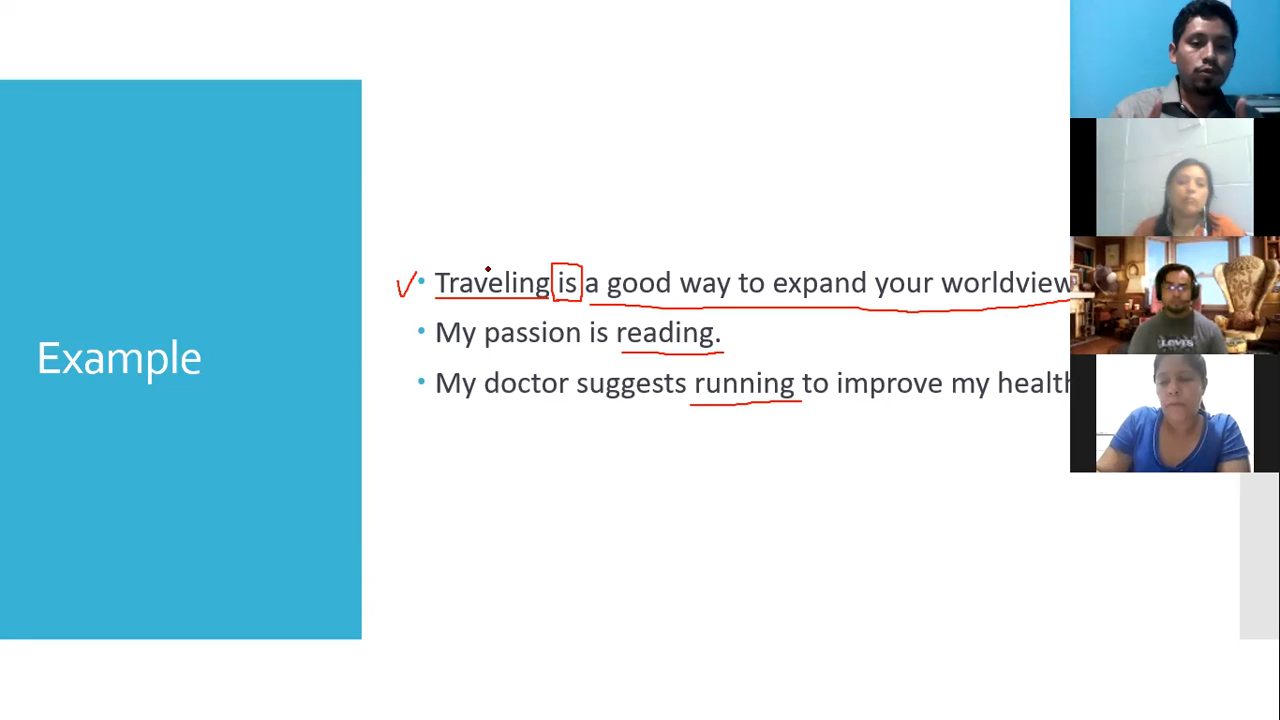 Example
• Traveling is a good way to expand your worldview
• My passion is reading.
• My doctor suggests running to improve my health
LEVI'S